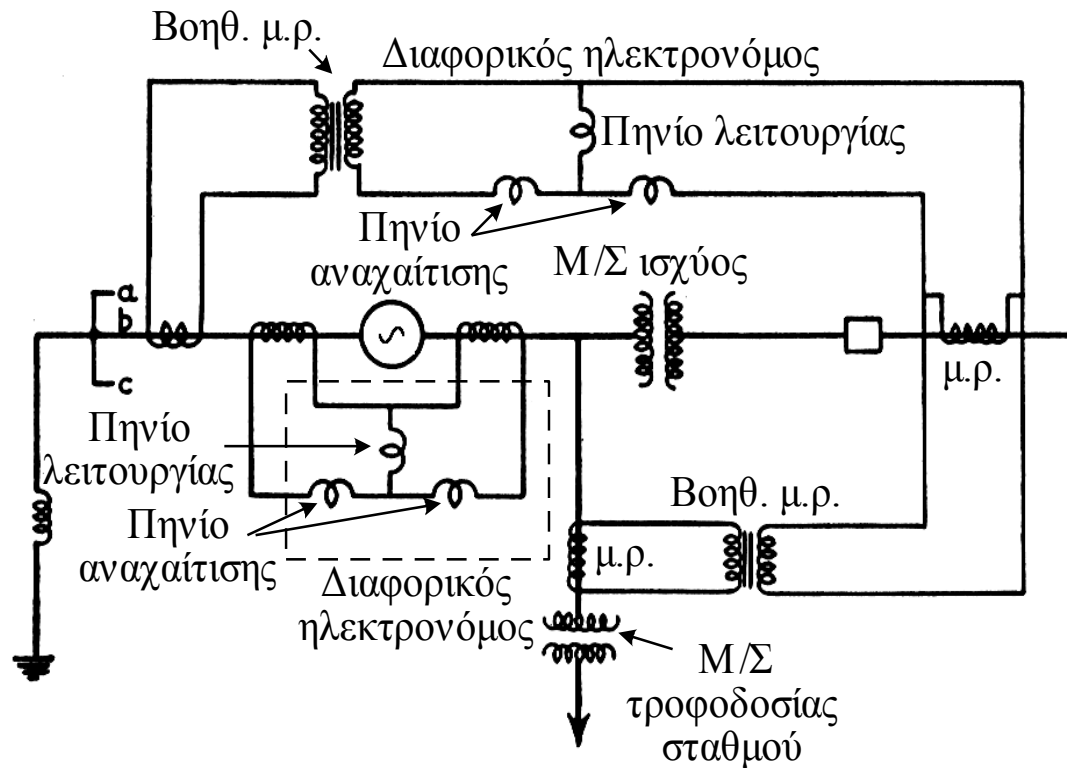 Βοηθ. μ.ρ.
Διαφορικός ηλεκτρονόμος
Πηνίο λειτουργίας
Πηνίο
αναχαίτισης
Μ/Σ ισχύος
a
b
c
μ.ρ.
Πηνίο
λειτουργίας
Βοηθ. μ.ρ.
Πηνίο
αναχαίτισης
μ.ρ.
Διαφορικός
ηλεκτρονόμος
Μ/Σ
τροφοδοσίας
σταθμού